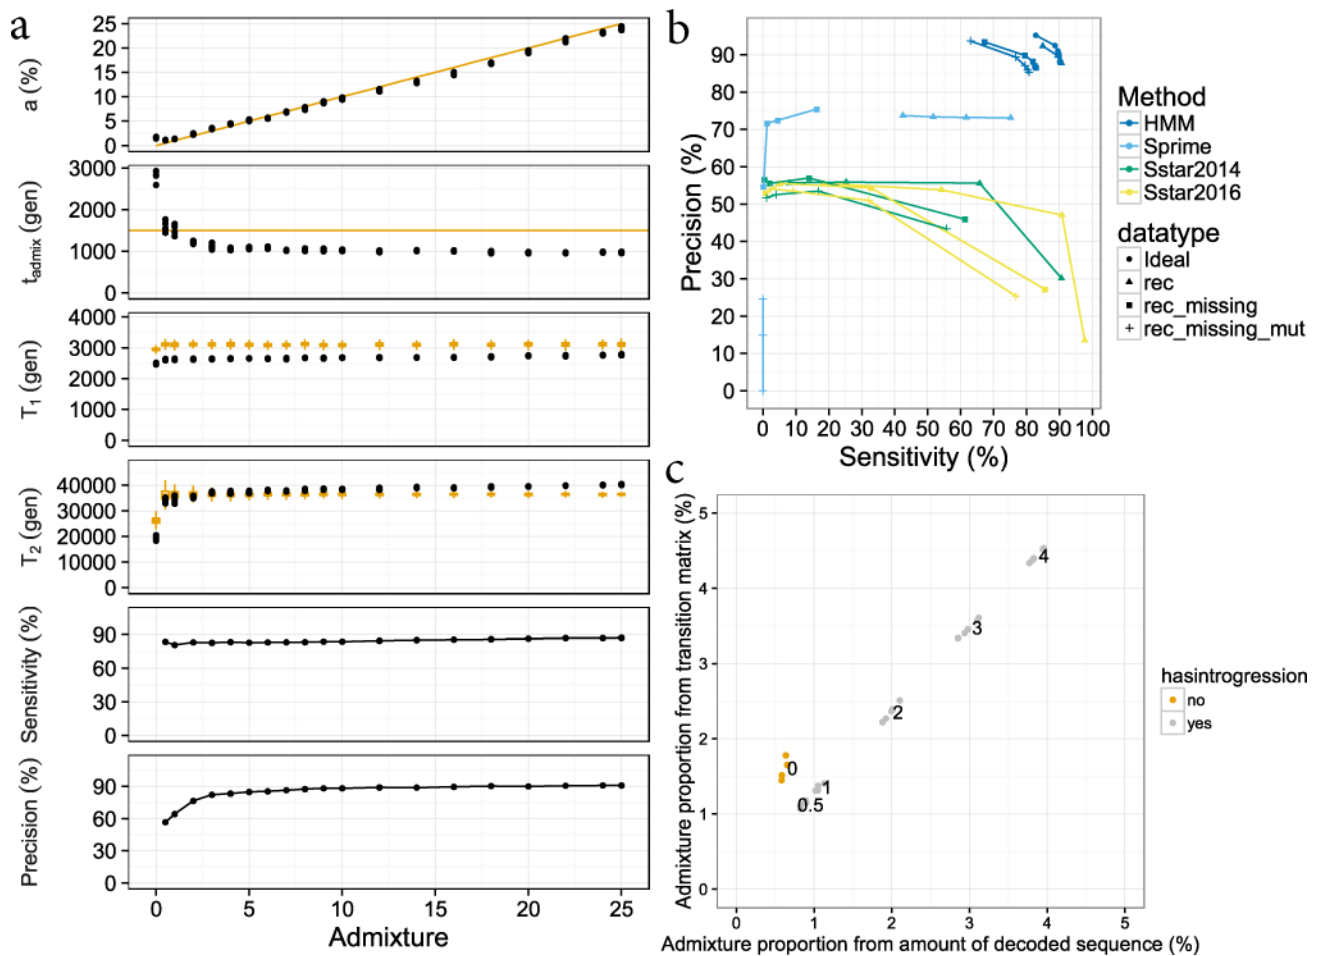 a
a (%)
25
20
15
10
5
0
t_admix (gen)
3000
2000
1000
0
T_1 (gen)
4000
3000
2000
1000
0
T_2 (gen)
40000
30000
20000
10000
0
Sensitivity (%)
90
60
30
0
Precision (%)
90
60
30
0
0 5 10 15 20 25
Admixture
b
Precision (%)
90
80
70
60
50
40
30
20
10
0
0 10 20 30 40 50 60 70 80 90 100
Sensitivity (%)
Method
HMM
Sprime
Sstar2014
Sstar2016
datatype
Ideal
rec
rec_missing
rec_missing_mut
c
Admixture proportion from transition matrix (%)
5
4
3
2
1
0
4
3
2
0
1
0.5
0 1 2 3 4 5
Admixture proportion from amount of decoded sequence (%)
hasintrogression
no
yes